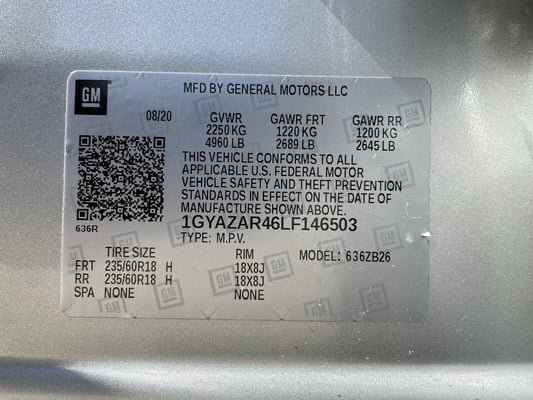 GM
MFD BY GENERAL MOTORS LLC
08/20 GVWR GAWR FRT GAWR RR
2250 KG 1220 KG 1200 KG
4960 LB 2689 LB 2645 LB
THIS VEHICLE CONFORMS TO ALL
APPLICABLE U.S. FEDERAL MOTOR
VEHICLE SAFETY AND THEFT PREVENTION
STANDARDS IN EFFECT ON THE DATE OF
MANUFACTURE SHOWN ABOVE.
636R
1GYAZAR46LF146503
TYPE: M.P.V.
TIRE SIZE RIM MODEL: 636ZB26
FRT 235/60R18 H 18X8J
RR 235/60R18 H 18X8J
SPA NONE NONE